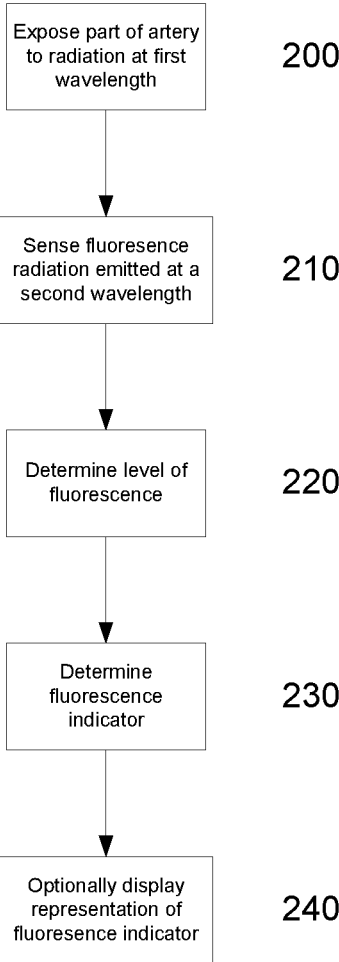 Expose part of artery
to radiation at first
wavelength
200
Sense fluoresence
radiation emitted at a
second wavelength
210
Determine level of
fluorescence
220
Determine
fluorescence
indicator
230
Optionally display
representation of
fluoresence indicator
240